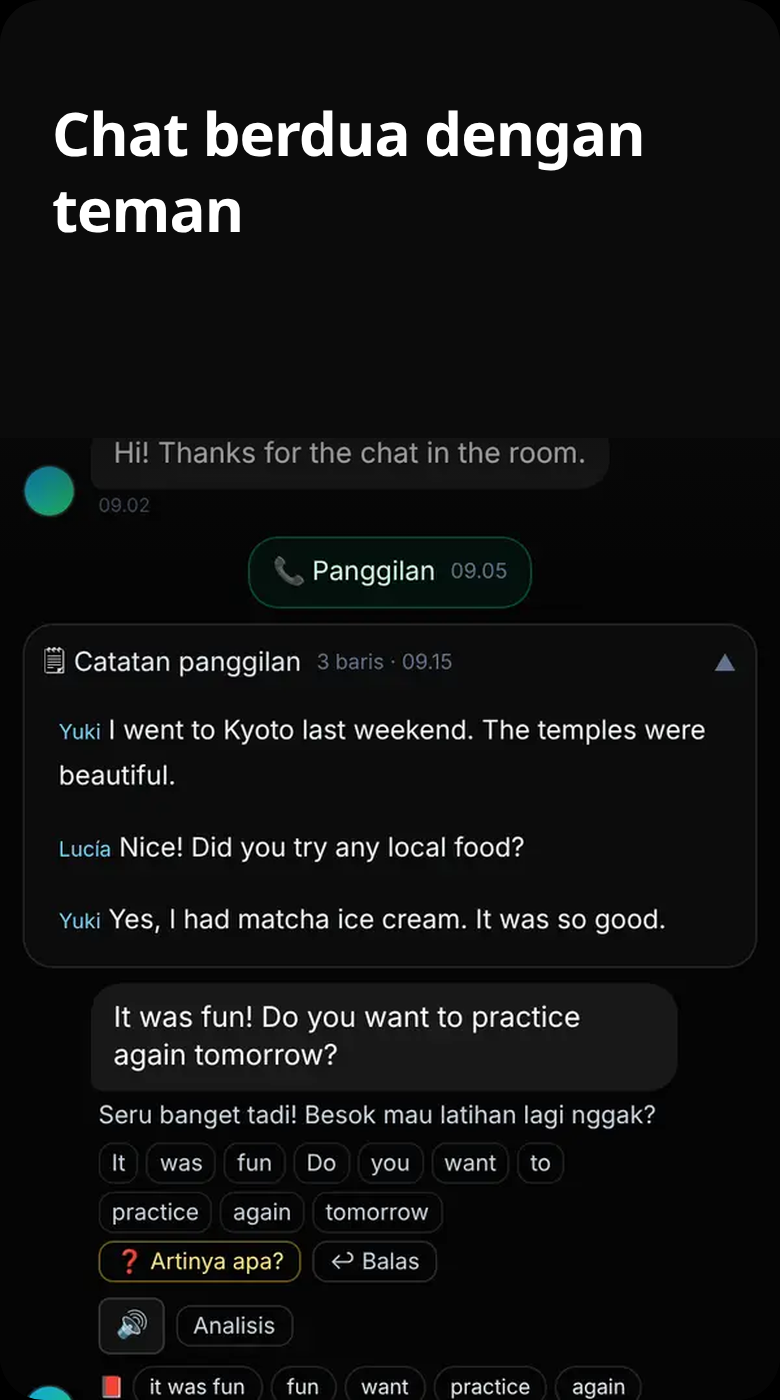 Chat berdua dengan
teman
Hi! Thanks for the chat in the room.
09.02
📞 Panggilan 09.05
🗒 Catatan panggilan 3 baris · 09.15 ▲
Yuki I went to Kyoto last weekend. The temples were
beautiful.
Lucía Nice! Did you try any local food?
Yuki Yes, I had matcha ice cream. It was so good.
It was fun! Do you want to practice
again tomorrow?
Seru banget tadi! Besok mau latihan lagi nggak?
It was fun Do you want to
practice again tomorrow
❓ Artinya apa? ↩ Balas
🔊 Analisis
📕 it was fun fun want practice again